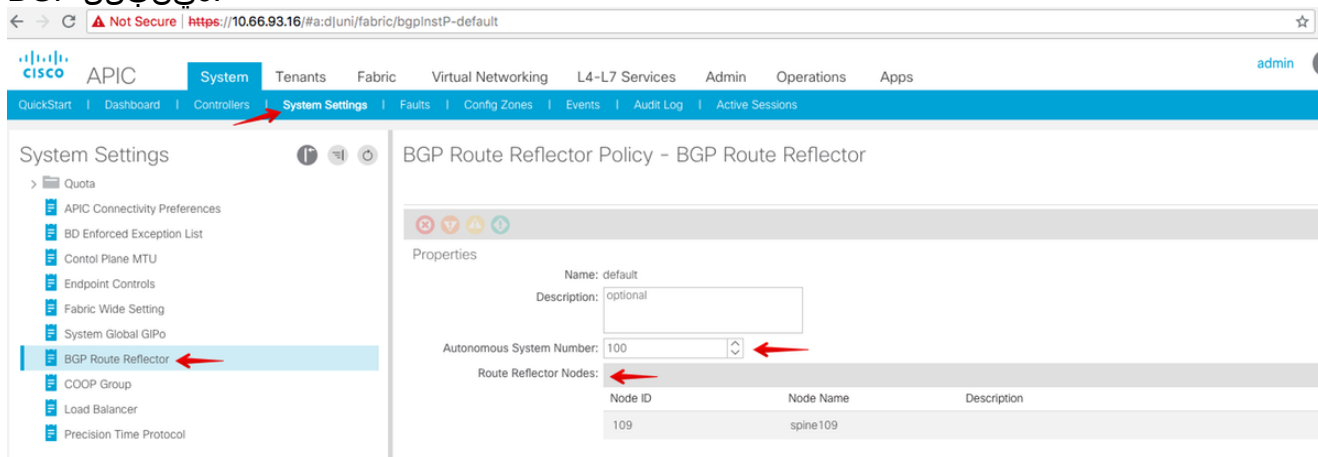 Not Secure | https://10.66.93.16/#a:d|uni/fabric/bgpInstP-default
cisco APIC System Tenants Fabric Virtual Networking L4-L7 Services Admin Operations Apps admin
QuickStart | Dashboard | Controllers | System Settings | Faults | Config Zones | Events | Audit Log | Active Sessions
System Settings
Quota
APIC Connectivity Preferences
BD Enforced Exception List
Contol Plane MTU
Endpoint Controls
Fabric Wide Setting
System Global GIPo
BGP Route Reflector
COOP Group
Load Balancer
Precision Time Protocol
BGP Route Reflector Policy - BGP Route Reflector
Properties
Name: default
Description: optional
Autonomous System Number: 100
Route Reflector Nodes:
Node ID Node Name Description
109 spine109